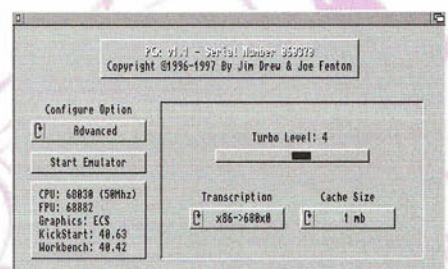 PCx v1.1 - Serial Number
Copyright ©1996-1997 By Jim Drew & Joe Fenton
Configure Option
Advanced
Start Emulator
CPU: 68030 (50Mhz)
FPU: 68882
Graphics: ECS
KickStart: 40.63
Workbench: 40.42
Turbo Level: 4
Transcription
x86->680x0
Cache Size
1 mb